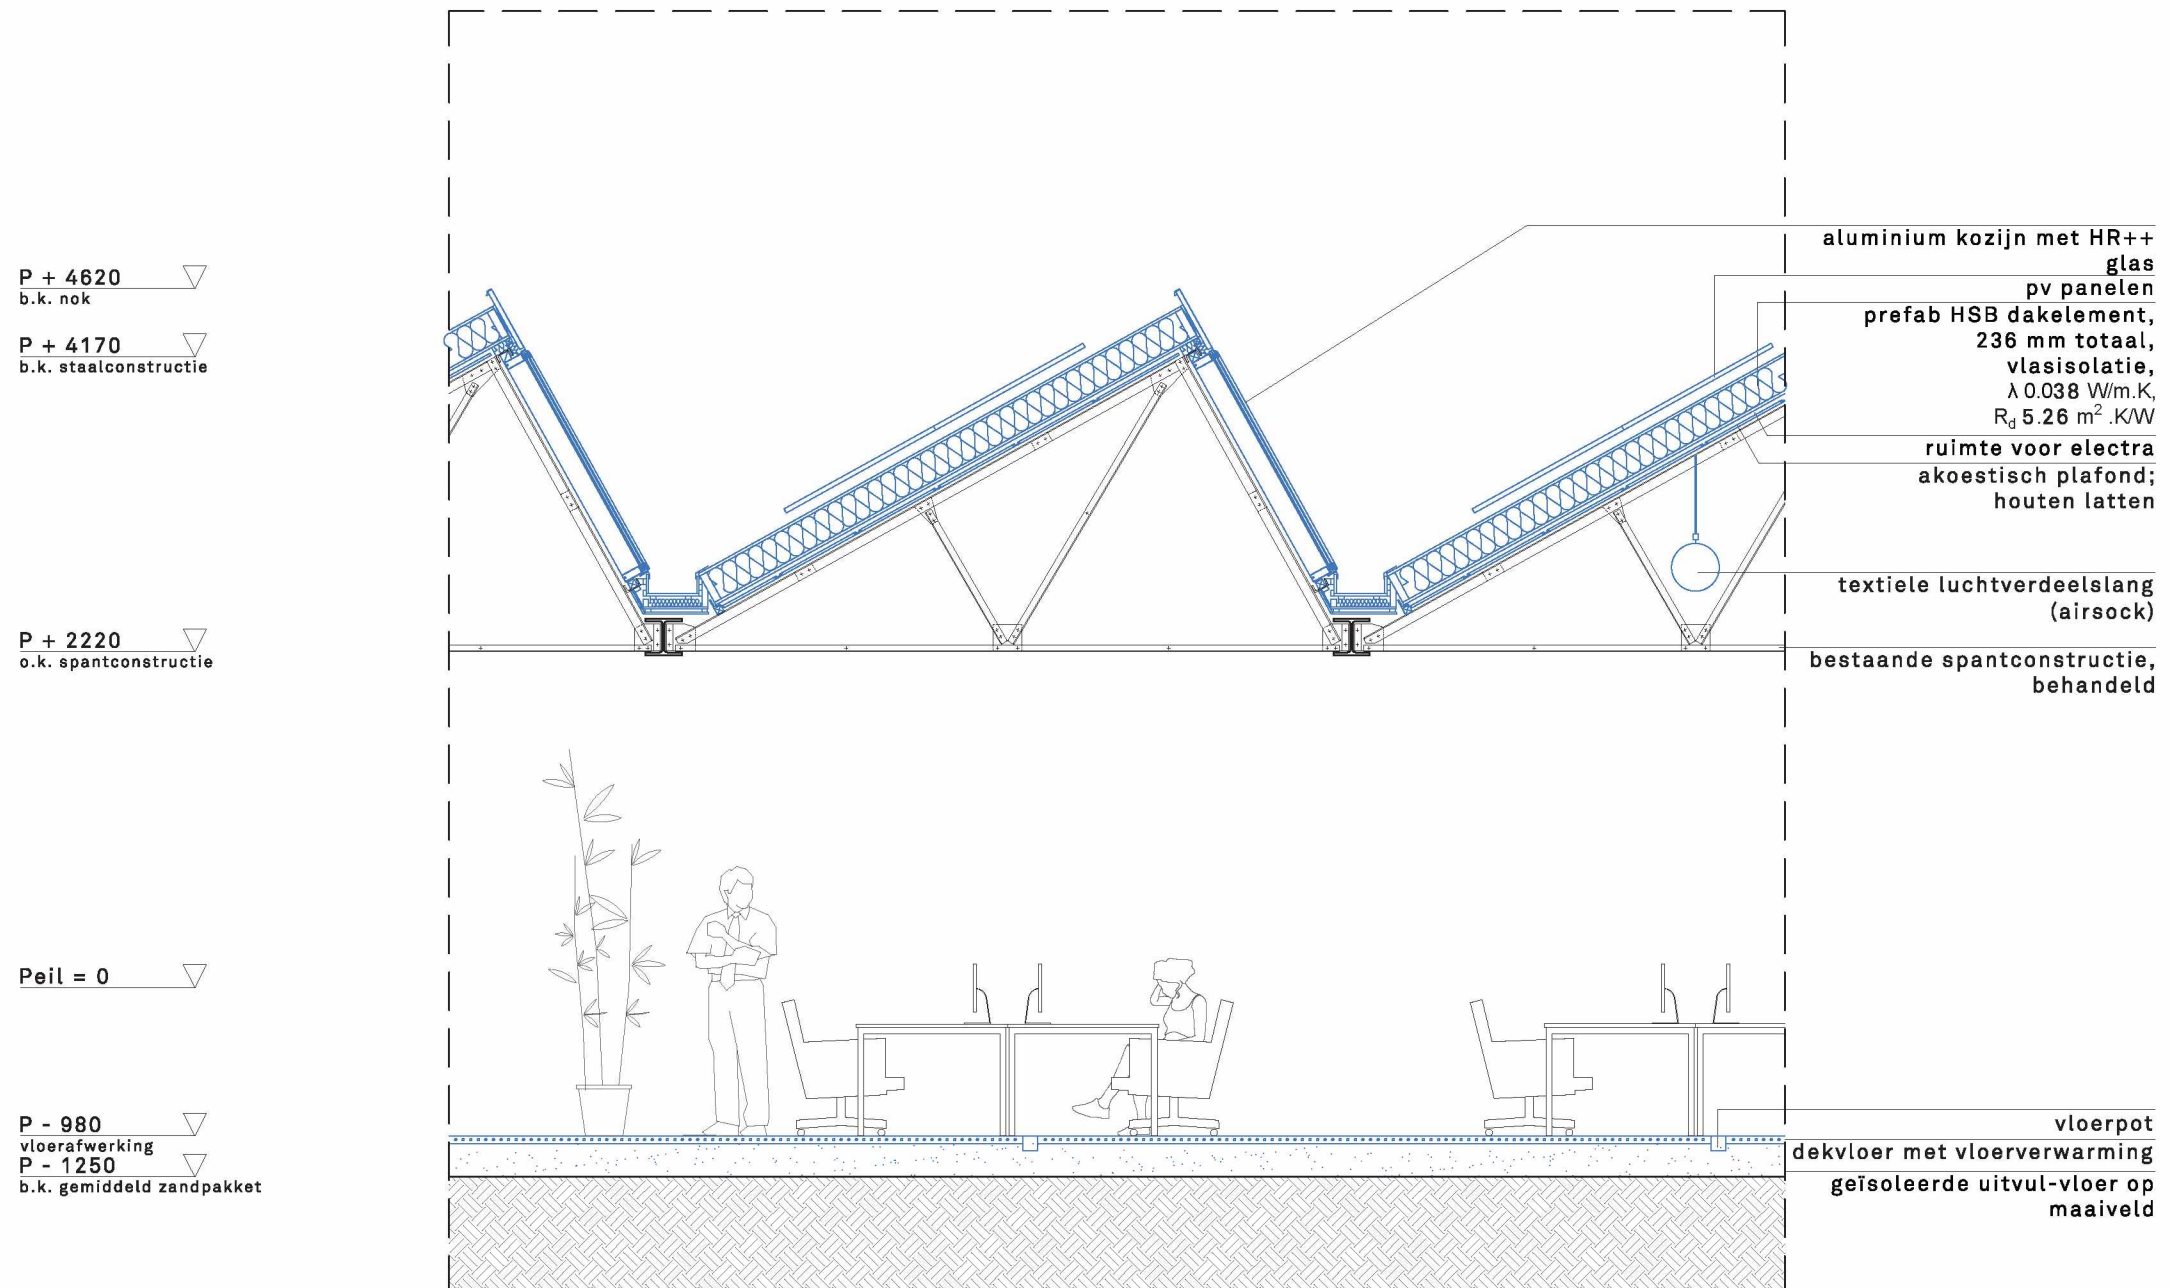 P + 4620
b.k. nok
P + 4170
b.k. staalconstructie
P + 2220
o.k. spantconstructie
Peil = 0
P - 980
vloerafwerking
P - 1250
b.k. gemiddeld zandpakket
aluminium kozijn met HR++
glas
pv panelen
prefab HSB dakelement,
236 mm totaal,
vlasisolatie,
λ 0.038 W/m.K,
Rd 5.26 m² .K/W
ruimte voor electra
akoestisch plafond;
houten latten
textiele luchtverdeelslang
(airsock)
bestaande spantconstructie,
behandeld
vloerpot
dekvloer met vloerverwarming
geïsoleerde uitvul-vloer op
maaiveld